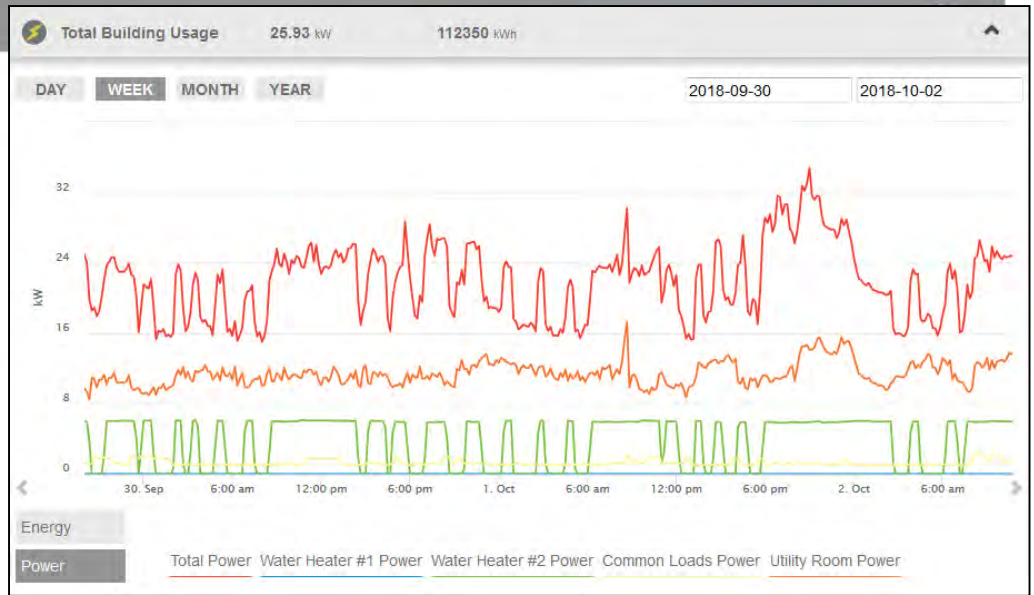 Total Building Usage 25.93 kW 112350 kWh
DAY WEEK MONTH YEAR 2018-09-30 2018-10-02
32
24
kW
16
8
0
30. Sep 6:00 am 12:00 pm 6:00 pm 1. Oct 6:00 am 12:00 pm 6:00 pm 2. Oct 6:00 am
Energy
Power
Total Power Water Heater #1 Power Water Heater #2 Power Common Loads Power Utility Room Power